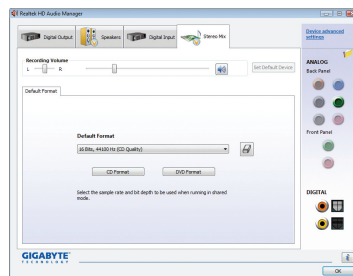 Realtek HD Audio Manager
Digital Output
Speakers
Digital Input
Stereo Mix
Device advanced
settings
Recording Volume
L
R
Set Default Device
ANALOG
Back Panel
Default Format
Default Format
16 Bits, 44100 Hz (CD Quality)
CD Format
DVD Format
Select the sample rate and bit depth to be used when running in shared
mode.
Front Panel
DIGITAL
GIGABYTE
TECHNOLOGY
OK